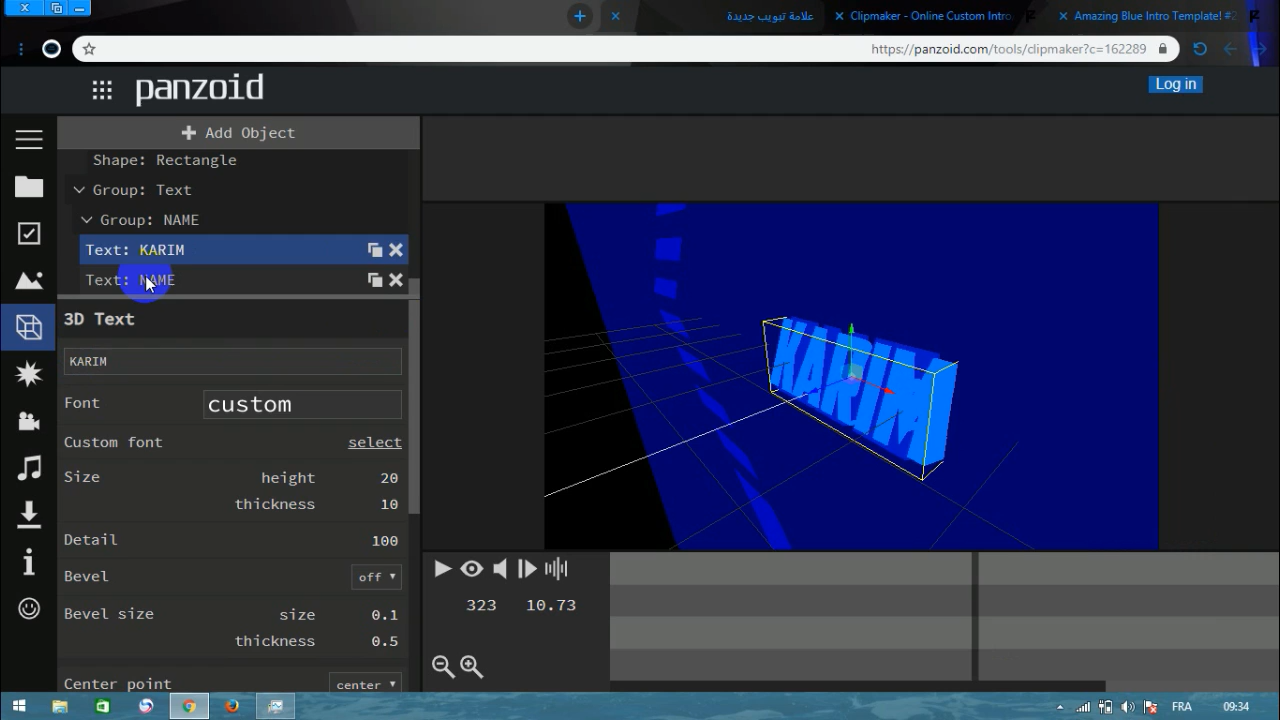 علامة تبويب جديدة
Clipmaker - Online Custom Intro
Amazing Blue Intro Template! #2
https://panzoid.com/tools/clipmaker?c=162289
panzoid
Log in
Add Object
Shape: Rectangle
Group: Text
Group: NAME
Text: KARIM
Text: NAME
3D Text
KARIM
Font custom
Custom font select
Size height 20
thickness 10
Detail 100
Bevel off
Bevel size size 0.1
thickness 0.5
Center point center
KARIM
323 10.73
FRA 09:34